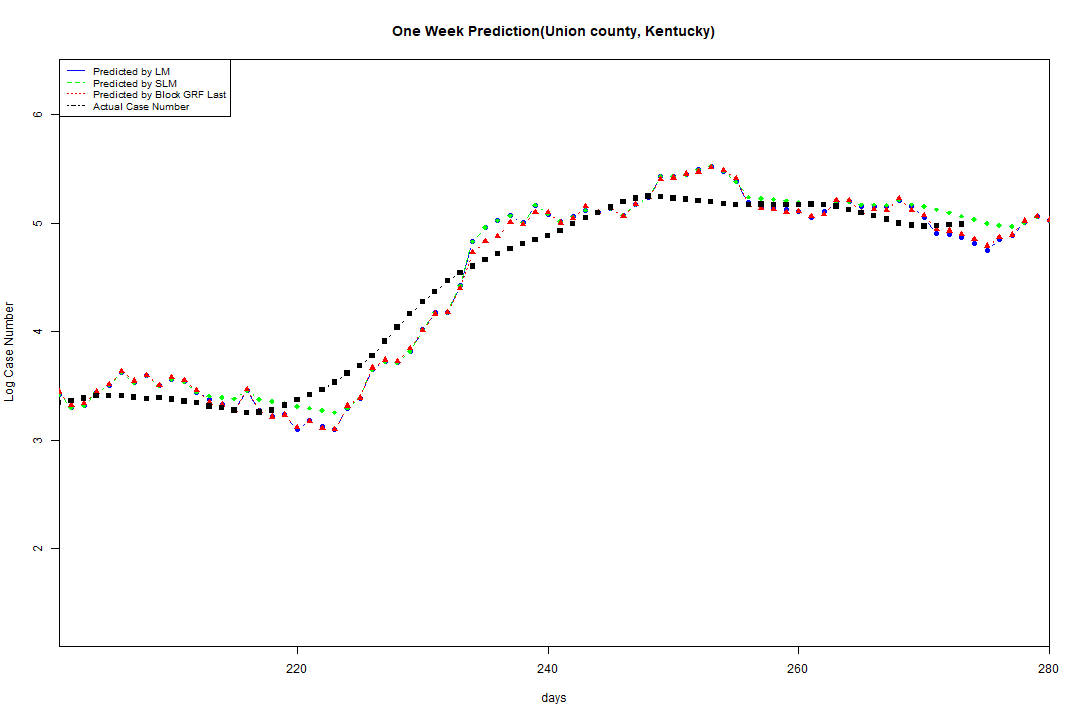 One Week Prediction(Union county, Kentucky)
Predicted by LM
Predicted by SLM
Predicted by Block GRF Last
Actual Case Number
6
5
4
3
2
Log Case Number
220 240 260 280
days